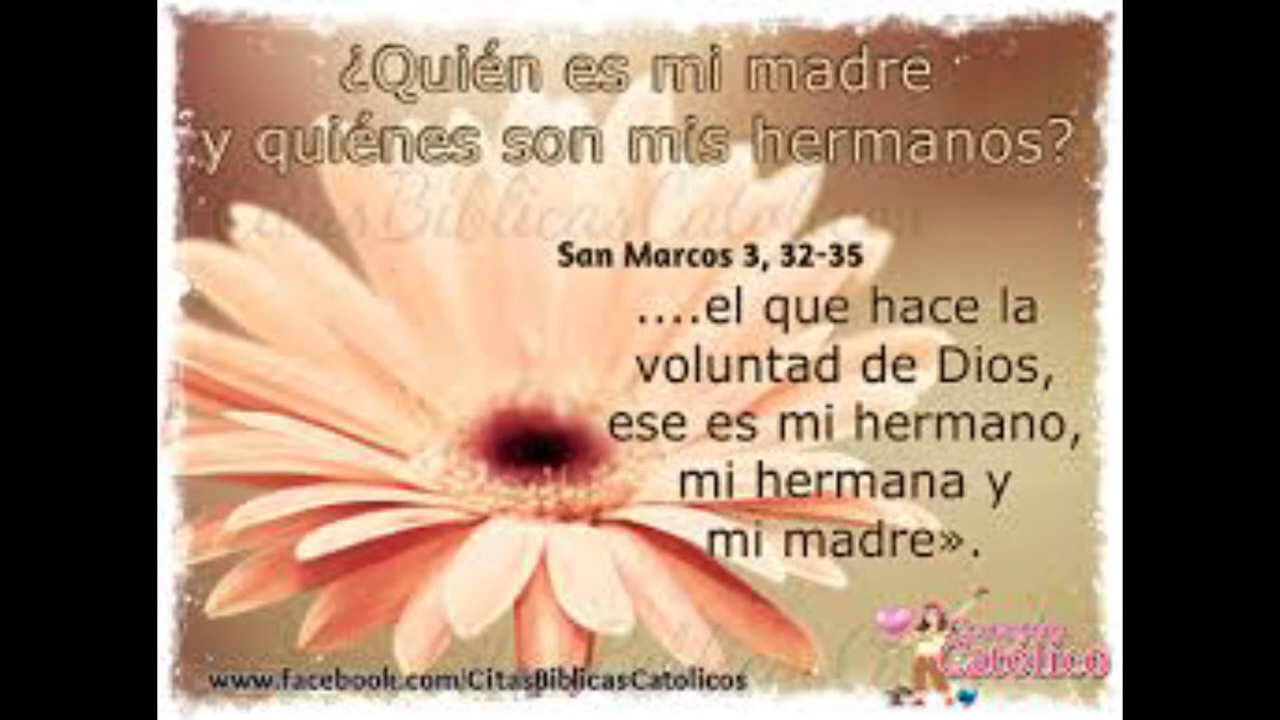 ¿Quién es mi madre
y quiénes son mis hermanos?
San Marcos 3, 32-35
....el que hace la
voluntad de Dios,
ese es mi hermano,
mi hermana y
mi madre».
Católico
www.facebook.com/CitasBiblicasCatolicos